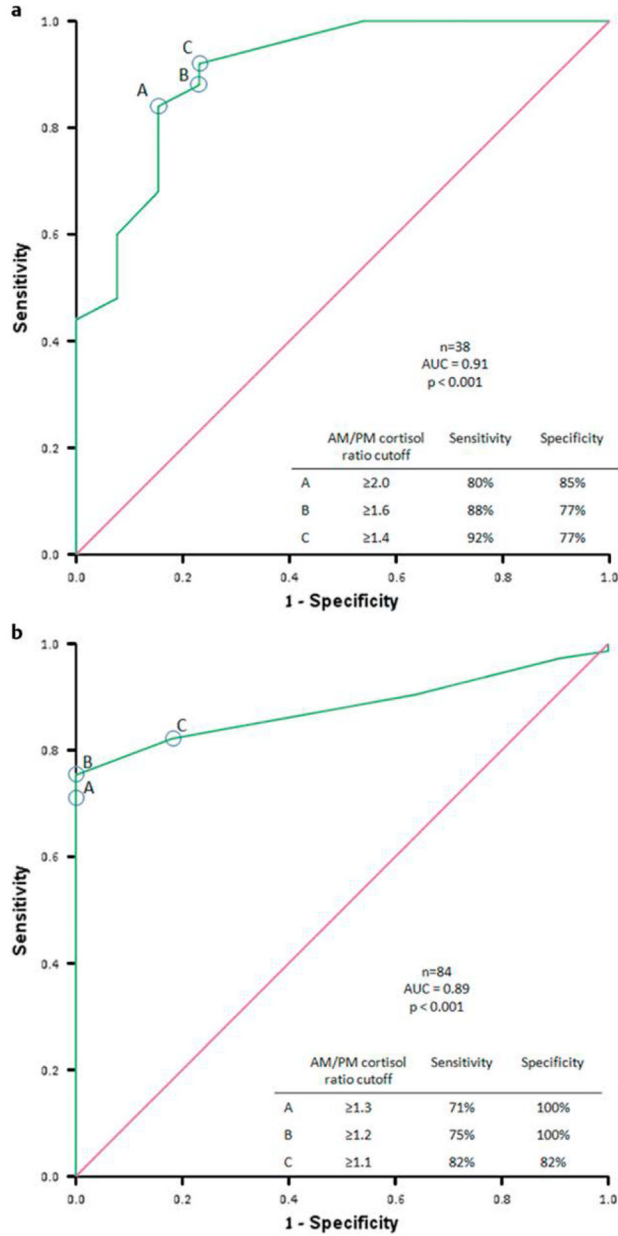 a
1.0
C
B
A
0.8
0.6
Sensitivity
0.4
n=38
AUC = 0.91
p < 0.001
AM/PM cortisol ratio cutoff Sensitivity Specificity
A ≥2.0 80% 85%
B ≥1.6 88% 77%
C ≥1.4 92% 77%
0.2
0.0
0.0 0.2 0.4 0.6 0.8 1.0
1 - Specificity
b
1.0
C
B
A
0.8
0.6
Sensitivity
0.4
n=84
AUC = 0.89
p < 0.001
AM/PM cortisol ratio cutoff Sensitivity Specificity
A ≥1.3 71% 100%
B ≥1.2 75% 100%
C ≥1.1 82% 82%
0.2
0.0
0.0 0.2 0.4 0.6 0.8 1.0
1 - Specificity